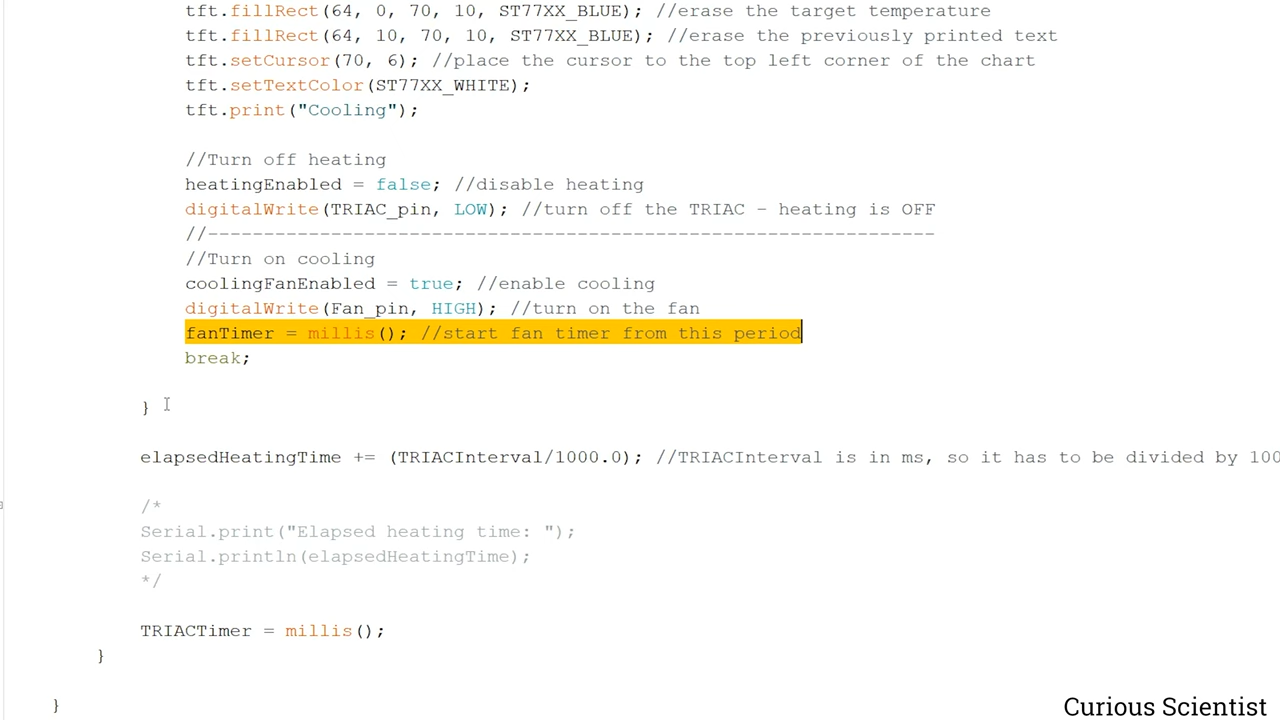 tft.fillRect(64, 0, 70, 10, ST77XX_BLUE); //erase the target temperature
tft.fillRect(64, 10, 70, 10, ST77XX_BLUE); //erase the previously printed text
tft.setCursor(70, 6); //place the cursor to the top left corner of the chart
tft.setTextColor(ST77XX_WHITE);
tft.print("Cooling");
//Turn off heating
heatingEnabled = false; //disable heating
digitalWrite(TRIAC_pin, LOW); //turn off the TRIAC - heating is OFF
//-----------------------------------------------------------------
//Turn on cooling
coolingFanEnabled = true; //enable cooling
digitalWrite(Fan_pin, HIGH); //turn on the fan
fanTimer = millis(); //start fan timer from this period
break;
}
elapsedHeatingTime += (TRIACInterval/1000.0); //TRIACInterval is in ms, so it has to be divided by 100
/*
Serial.print("Elapsed heating time: ");
Serial.println(elapsedHeatingTime);
*/
TRIACTimer = millis();
}
}
Curious Scientist